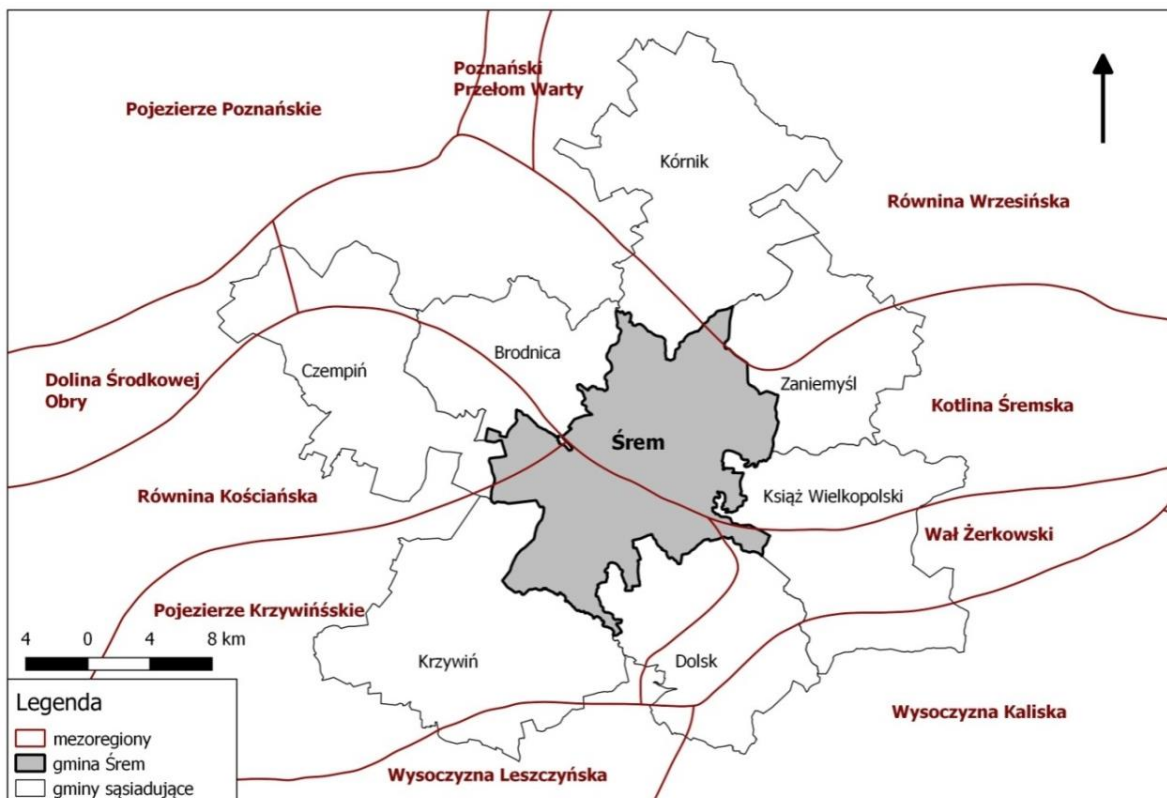 Poznański
Przełom Warty
Pojezierze Poznańskie
Kórnik
Równina Wrzesińska
Brodnica
Czempiń
Zaniemyśl
Dolina Środkowej
Obry
Kotlina Śremska
Śrem
Równina Kościańska
Książ Wielkopolski
Wał Żerkowski
Pojezierze Krzywińśskie
4 0 4 8 km
Krzywiń
Dolsk
Legenda
mezoregiony
gmina Śrem
gminy sąsiadujące
Wysoczyzna Kaliska
Wysoczyzna Leszczyńska